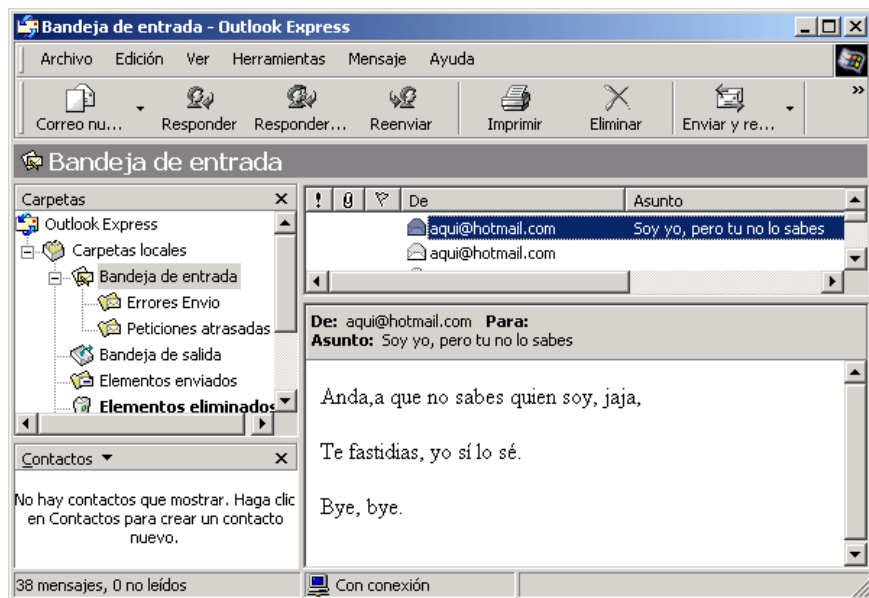 Bandeja de entrada - Outlook Express
Archivo Edición Ver Herramientas Mensaje Ayuda
Correo nu... Responder Responder... Reenviar Imprimir Eliminar Enviar y re... »
Bandeja de entrada
Carpetas
Outlook Express
Carpetas locales
Bandeja de entrada
Errores Envio
Peticiones atrasadas
Bandeja de salida
Elementos enviados
Elementos eliminados
Contactos
No hay contactos que mostrar. Haga clic
en Contactos para crear un contacto
nuevo.
De Asunto
aqui@hotmail.com Soy yo, pero tu no lo sabes
aqui@hotmail.com
De: aqui@hotmail.com Para:
Asunto: Soy yo, pero tu no lo sabes
Anda,a que no sabes quien soy, jaja,
Te fastidias, yo sí lo sé.
Bye, bye.
38 mensajes, 0 no leídos
Con conexión